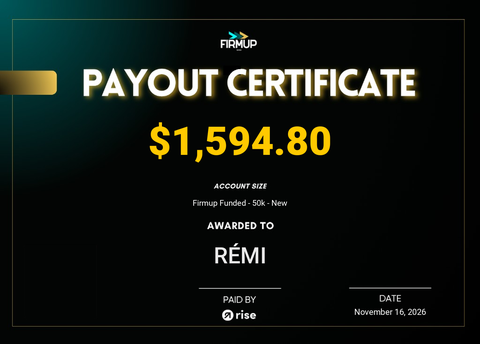 FIRMUP
PAYOUT CERTIFICATE
$1,594.80
ACCOUNT SIZE
Firmup Funded - 50k - New
AWARDED TO
RÉMI
PAID BY
rise
DATE
November 16, 2026